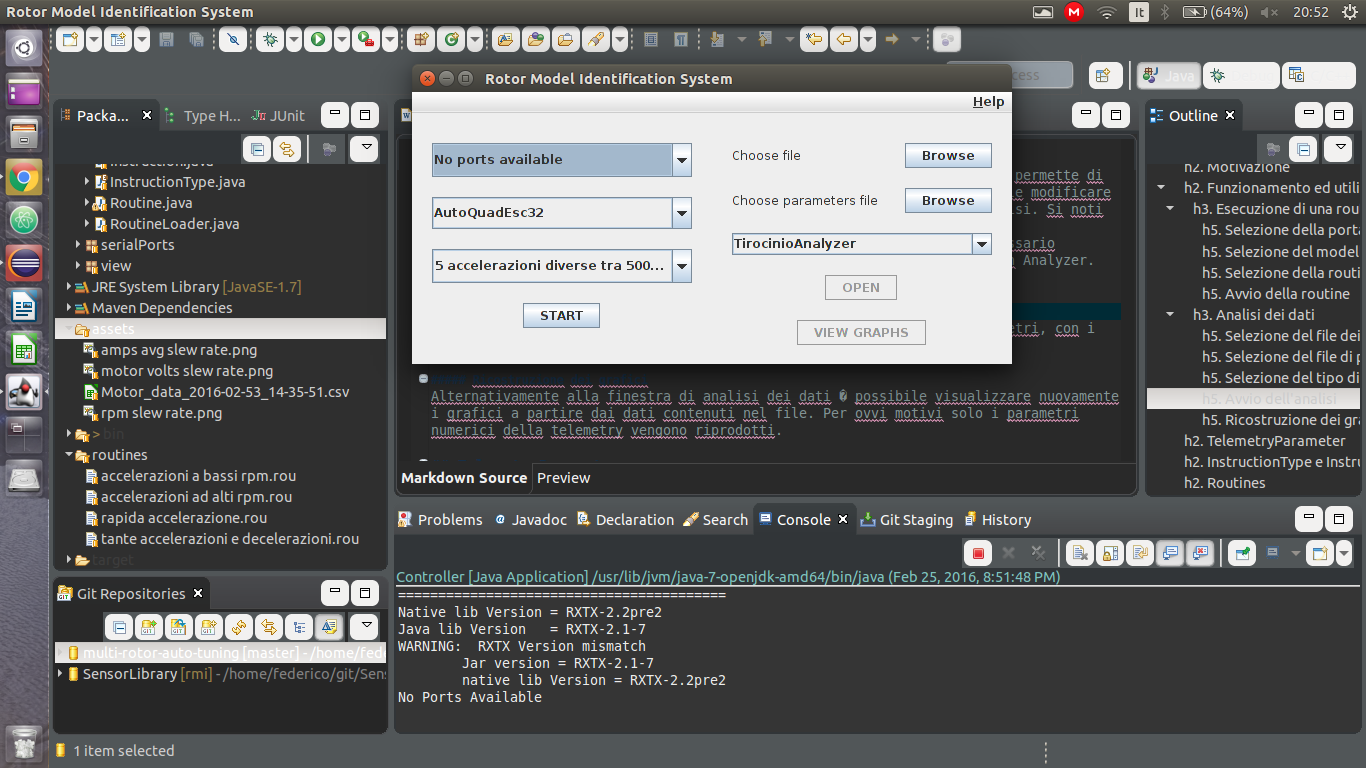 Rotor Model Identification System
It
(64%)
20:52
Java
Packa...
Type H...
JUnit
InstructionType.java
Routine.java
RoutineLoader.java
serialPorts
view
JRE System Library [JavaSE-1.7]
Maven Dependencies
assets
amps avg slew rate.png
motor volts slew rate.png
Motor_data_2016-02-53_14-35-51.csv
rpm slew rate.png
> bin
routines
accelerazioni a bassi rpm.rou
accelerazioni ad alti rpm.rou
rapida accelerazione.rou
tante accelerazioni e decelerazioni.rou
target
Git Repositories
multi-rotor-auto-tuning [master] - /home/fede
SensorLibrary [rmi] - /home/federico/git/Sens
1 item selected
Rotor Model Identification System
Help
No ports available
AutoQuadEsc32
5 accelerazioni diverse tra 500...
START
Choose file
Browse
Choose parameters file
Browse
TirocinioAnalyzer
OPEN
VIEW GRAPHS
permette di
modificare
si. Si noti
ssario
Analyzer.
tri, con i
Alternativamente alla finestra di analisi dei dati � possibile visualizzare nuovamente
i grafici a partire dai dati contenuti nel file. Per ovvi motivi solo i parametri
numerici della telemetry vengono riprodotti.
Markdown Source
Preview
Outline
h2. Motivazione
h2. Funzionamento ed utili
h3. Esecuzione di una rou
h5. Selezione della porta
h5. Selezione del model
h5. Selezione della routin
h5. Avvio della routine
h3. Analisi dei dati
h5. Selezione del file dei
h5. Selezione del file di p
h5. Selezione del tipo di
h5. Avvio dell'analisi
h5. Ricostruzione dei gra
h2. TelemetryParameter
h2. InstructionType e Instru
h2. Routines
Problems
Javadoc
Declaration
Search
Console
Git Staging
History
Controller [Java Application] /usr/lib/jvm/java-7-openjdk-amd64/bin/java (Feb 25, 2016, 8:51:48 PM)
=========================================
Native lib Version = RXTX-2.2pre2
Java lib Version   = RXTX-2.1-7
WARNING:  RXTX Version mismatch
Jar version = RXTX-2.1-7
native lib Version = RXTX-2.2pre2
No Ports Available